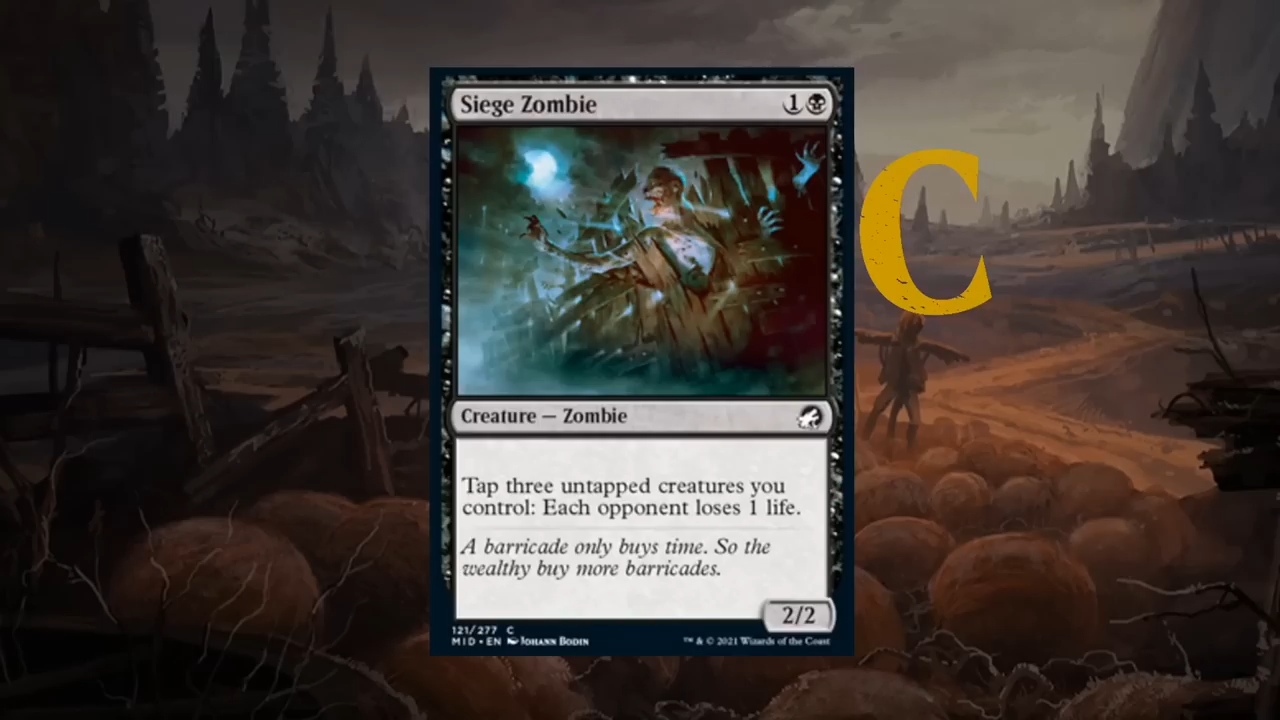 Siege Zombie 1
C
Creature — Zombie
Tap three untapped creatures you
control: Each opponent loses 1 life.
A barricade only buys time. So the
wealthy buy more barricades.
2/2
121/277 C
MID • EN Johann Bodin
™ & © 2021 Wizards of the Coast